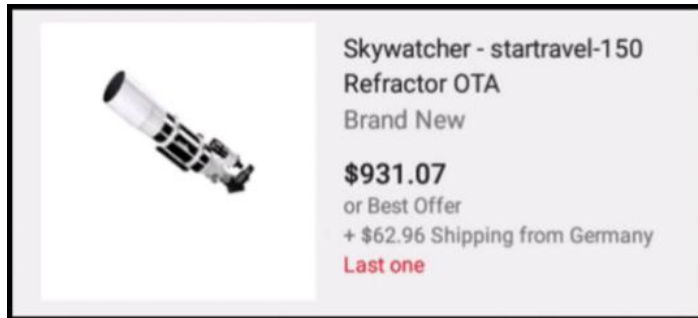 Skywatcher - startravel-150
Refractor OTA
Brand New
$931.07
or Best Offer
+ $62.96 Shipping from Germany
Last one